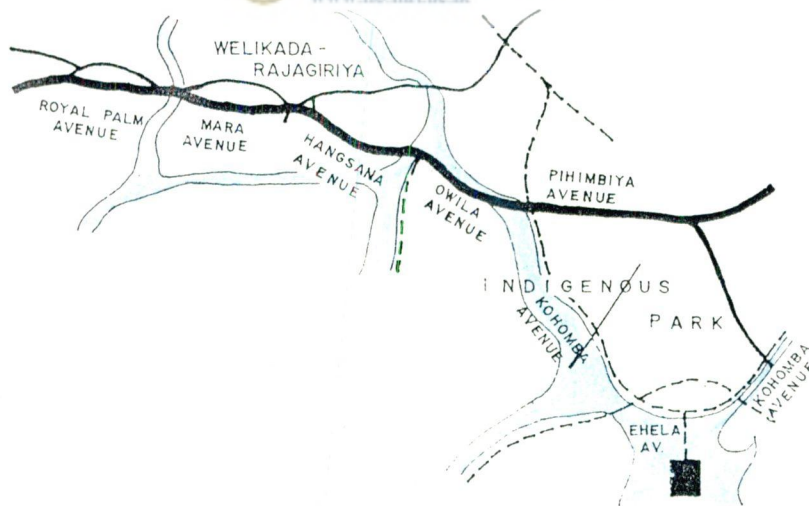 WELIKADA -
RAJAGIRIYA
ROYAL PALM
AVENUE
MARA
AVENUE
HANGSANA
AVENUE
OWILA
AVENUE
PIHIMBIYA
AVENUE
INDIGENOUS
PARK
KOHOMBA
AVENUE
KOHOMBA
AVENUE
EHELA
AV.